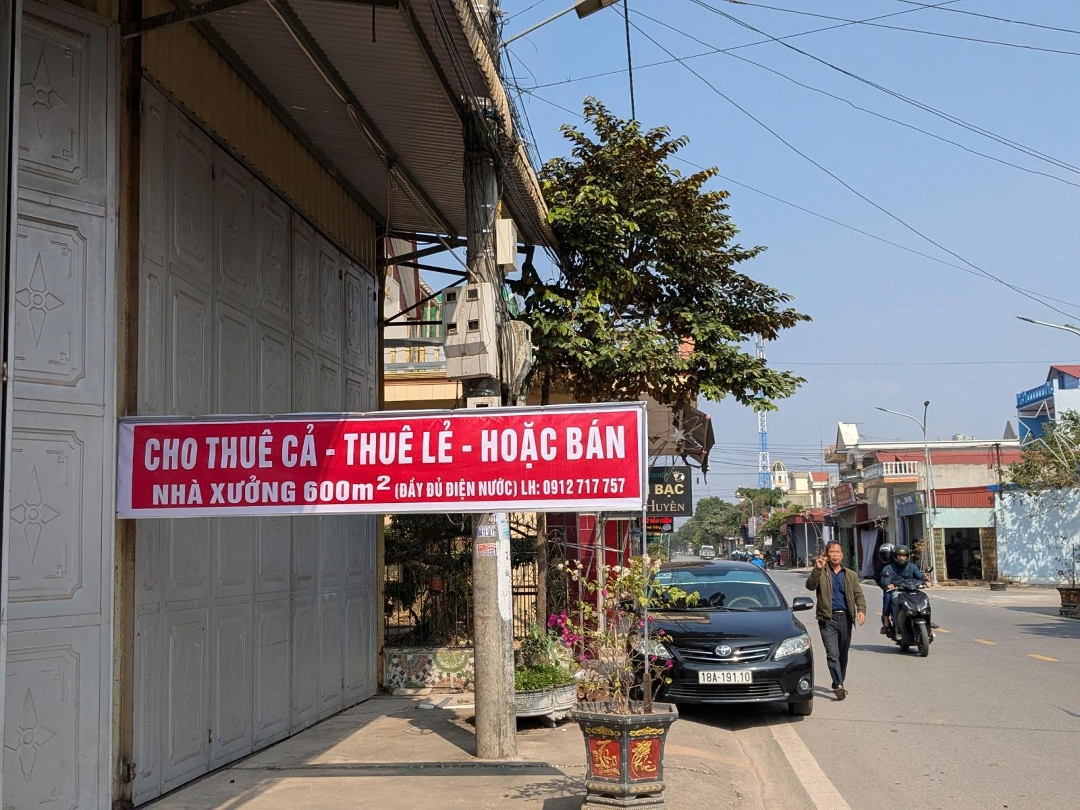 CHO THUÊ CẢ - THUÊ LẺ - HOẶC BÁN
NHÀ XƯỞNG 600m² (ĐẦY ĐỦ ĐIỆN NƯỚC) LH: 0912 717 757
BẠC
HUYỀN
18A-191.10